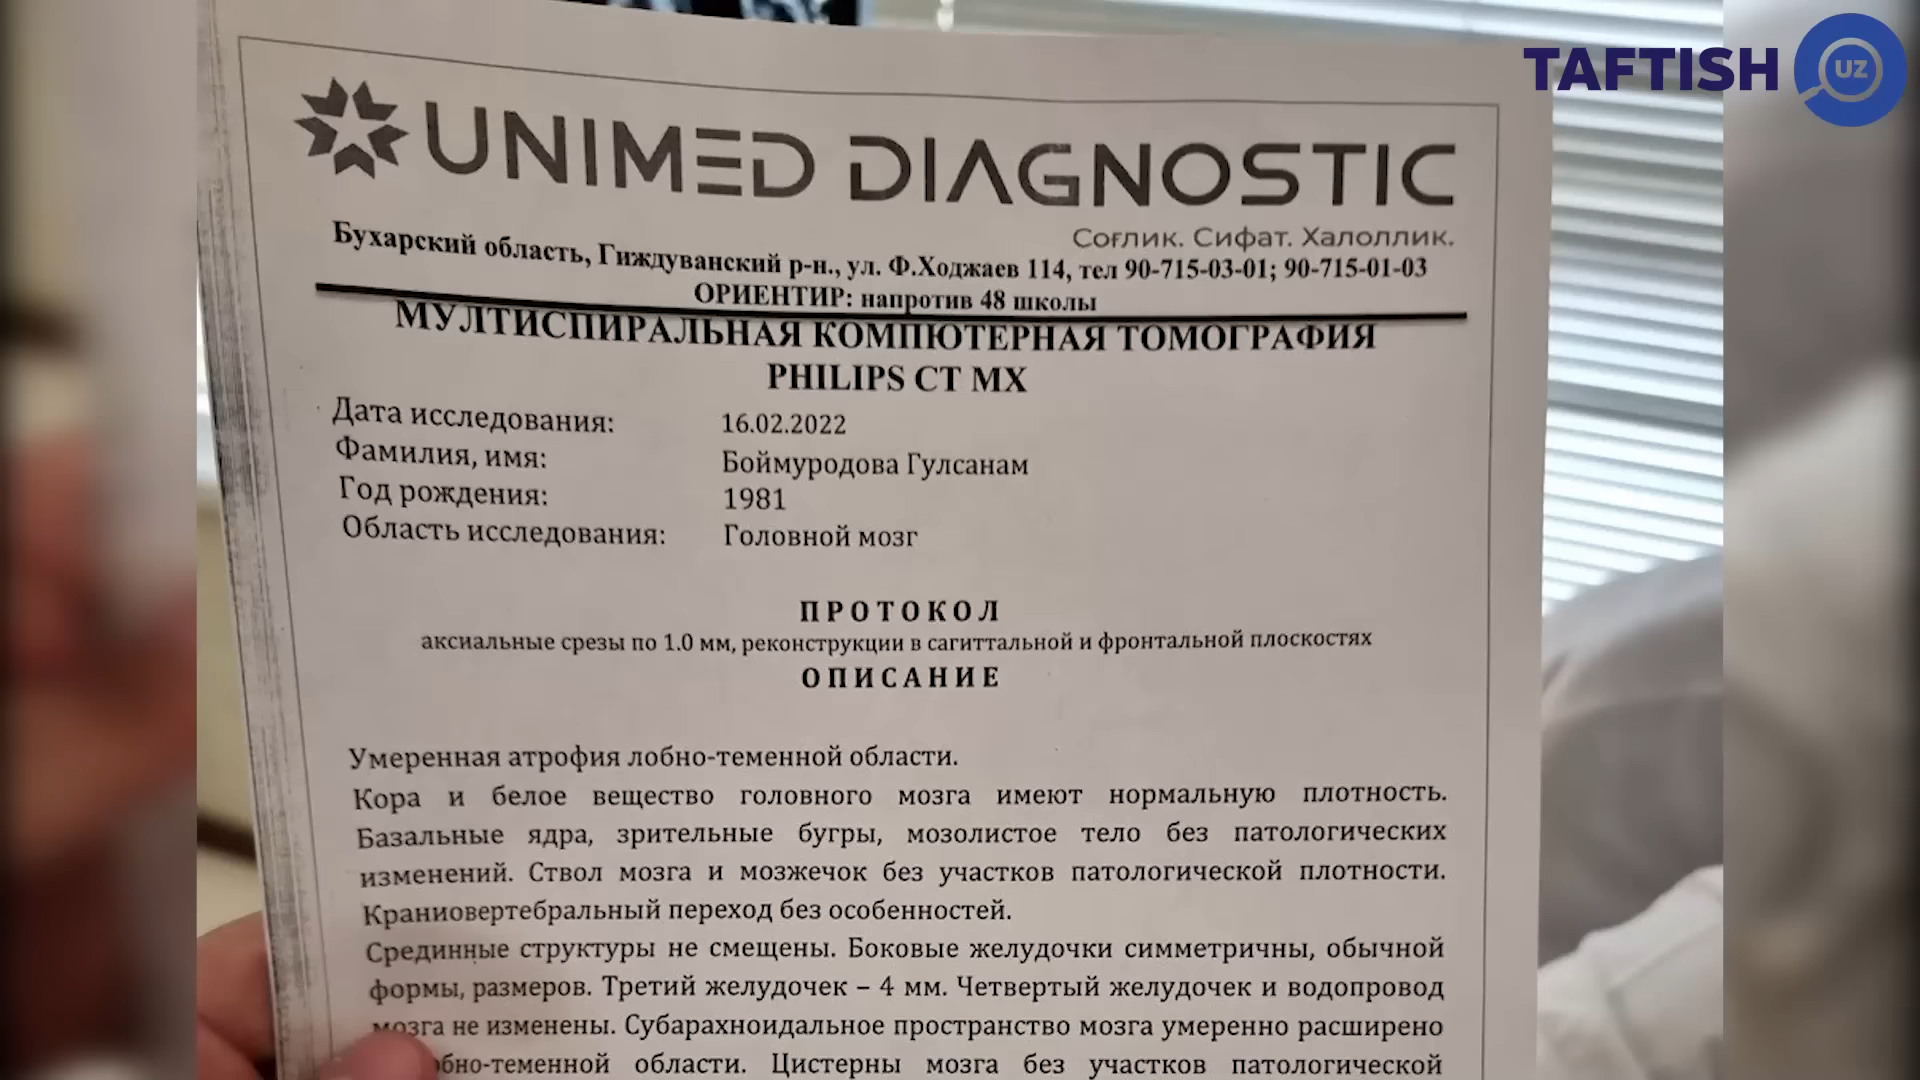 TAFTISH UZ
UNIMED DIAGNOSTIC
Соғлик. Сифат. Халоллик.
Бухарский область, Гиждуванский р-н., ул. Ф.Ходжаев 114, тел 90-715-03-01; 90-715-01-03
ОРИЕНТИР: напротив 48 школы
МУЛТИСПИРАЛЬНАЯ КОМПЮТЕРНАЯ ТОМОГРАФИЯ
PHILIPS CT MX
Дата исследования: 16.02.2022
Фамилия, имя: Боймуродова Гулсанам
Год рождения: 1981
Область исследования: Головной мозг
ПРОТОКОЛ
аксиальные срезы по 1.0 мм, реконструкции в сагиттальной и фронтальной плоскостях
ОПИСАНИЕ
Умеренная атрофия лобно-теменной области.
Кора и белое вещество головного мозга имеют нормальную плотность.
Базальные ядра, зрительные бугры, мозолистое тело без патологических
изменений. Ствол мозга и мозжечок без участков патологической плотности.
Краниовертебральный переход без особенностей.
Срединные структуры не смещены. Боковые желудочки симметричны, обычной
формы, размеров. Третий желудочек – 4 мм. Четвертый желудочек и водопровод
мозга не изменены. Субарахноидальное пространство мозга умеренно расширено
области. Цистерны мозга без участков патологической